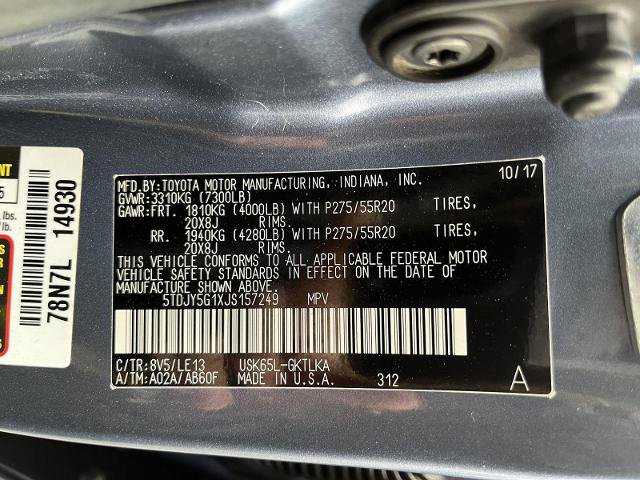 MFD.BY:TOYOTA MOTOR MANUFACTURING, INDIANA, INC. 10/17
GVWR:3310KG (7300LB)
GAWR:FRT. 1810KG (4000LB) WITH P275/55R20 TIRES,
20X8J RIMS.
RR. 1940KG (4280LB) WITH P275/55R20 TIRES,
20X8J RIMS.
THIS VEHICLE CONFORMS TO ALL APPLICABLE FEDERAL MOTOR
VEHICLE SAFETY STANDARDS IN EFFECT ON THE DATE OF
MANUFACTURE SHOWN ABOVE.
5TDJY5G1XJS157249 MPV
C/TR:8V5/LE13 USK65L-GKTLKA
A/TM:A02A/AB60F MADE IN U.S.A. 312 A
78N7L 14930
lbs.